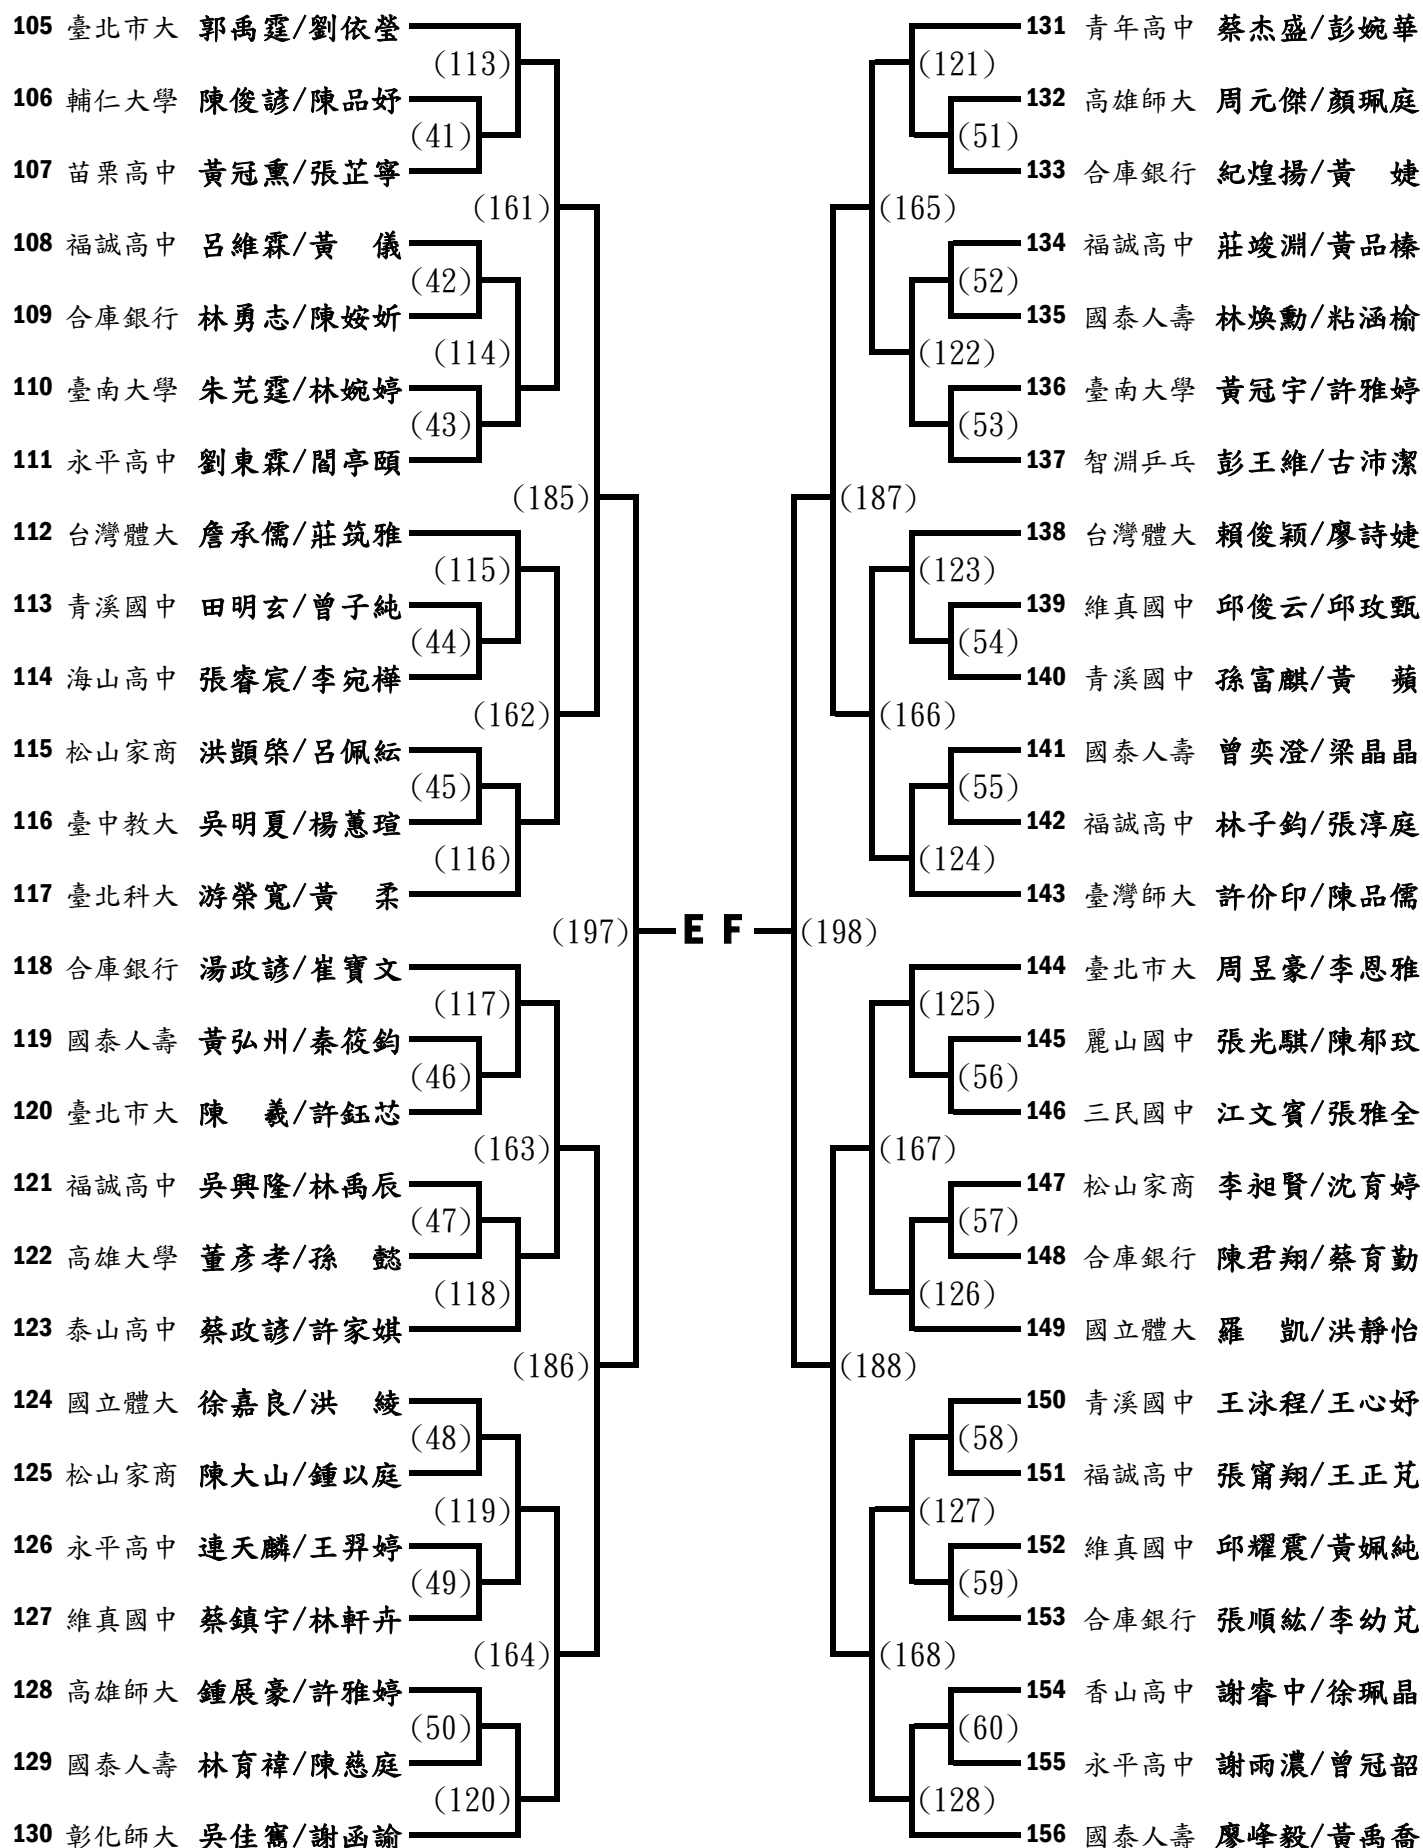 105 臺北市大 郭禹霆/劉依瑩
(113)
106 輔仁大學 陳俊諺/陳品妤
(41)
107 苗栗高中 黃冠熏/張芷寧
(161)
108 福誠高中 呂維霖/黃 儀
(42)
109 合庫銀行 林勇志/陳姲妡
(114)
110 臺南大學 朱芫霆/林婉婷
(43)
111 永平高中 劉東霖/閻亭頤
(185)
112 台灣體大 詹承儒/莊筑雅
(115)
113 青溪國中 田明玄/曾子純
(44)
114 海山高中 張睿宸/李宛樺
(162)
115 松山家商 洪顗棨/呂佩紜
(45)
116 臺中教大 吳明夏/楊蕙瑄
(116)
117 臺北科大 游榮寬/黃 柔
(197) E
118 合庫銀行 湯政諺/崔寶文
(117)
119 國泰人壽 黃弘州/秦筱鈞
(46)
120 臺北市大 陳 羲/許鈺芯
(163)
121 福誠高中 吳興隆/林禹辰
(47)
122 高雄大學 董彥孝/孫 懿
(118)
123 泰山高中 蔡政諺/許家媜
(186)
124 國立體大 徐嘉良/洪 綾
(48)
125 松山家商 陳大山/鍾以庭
(119)
126 永平高中 連天麟/王羿婷
(49)
127 維真國中 蔡鎮宇/林軒卉
(164)
128 高雄師大 鍾展豪/許雅婷
(50)
129 國泰人壽 林育褘/陳慈庭
(120)
130 彰化師大 吳佳篤/謝函諭
131 青年高中 蔡杰盛/彭婉華
(121)
132 高雄師大 周元傑/顏珮庭
(51)
133 合庫銀行 紀煌揚/黃 婕
(165)
134 福誠高中 莊竣淵/黃品榛
(52)
135 國泰人壽 林煥勳/粘涵榆
(122)
136 臺南大學 黃冠宇/許雅婷
(53)
137 智淵乒乓 彭王維/古沛潔
(187)
138 台灣體大 賴俊颖/廖詩婕
(123)
139 維真國中 邱俊云/邱玫甄
(54)
140 青溪國中 孫富麒/黃 蘋
(166)
141 國泰人壽 曾奕澄/梁晶晶
(55)
142 福誠高中 林子鈞/張淳庭
(124)
143 臺灣師大 許价印/陳品儒
F (198)
144 臺北市大 周昱豪/李恩雅
(125)
145 麗山國中 張光騏/陳郁玟
(56)
146 三民國中 江文賓/張雅全
(167)
147 松山家商 李昶賢/沈育婷
(57)
148 合庫銀行 陳君翔/蔡育勤
(126)
149 國立體大 羅 凱/洪靜怡
(188)
150 青溪國中 王泳程/王心妤
(58)
151 福誠高中 張甯翔/王正芃
(127)
152 維真國中 邱耀震/黃姵純
(59)
153 合庫銀行 張順紘/李幼芃
(168)
154 香山高中 謝睿中/徐珮晶
(60)
155 永平高中 謝雨濃/曾冠韶
(128)
156 國泰人壽 廖峰毅/黃禹喬